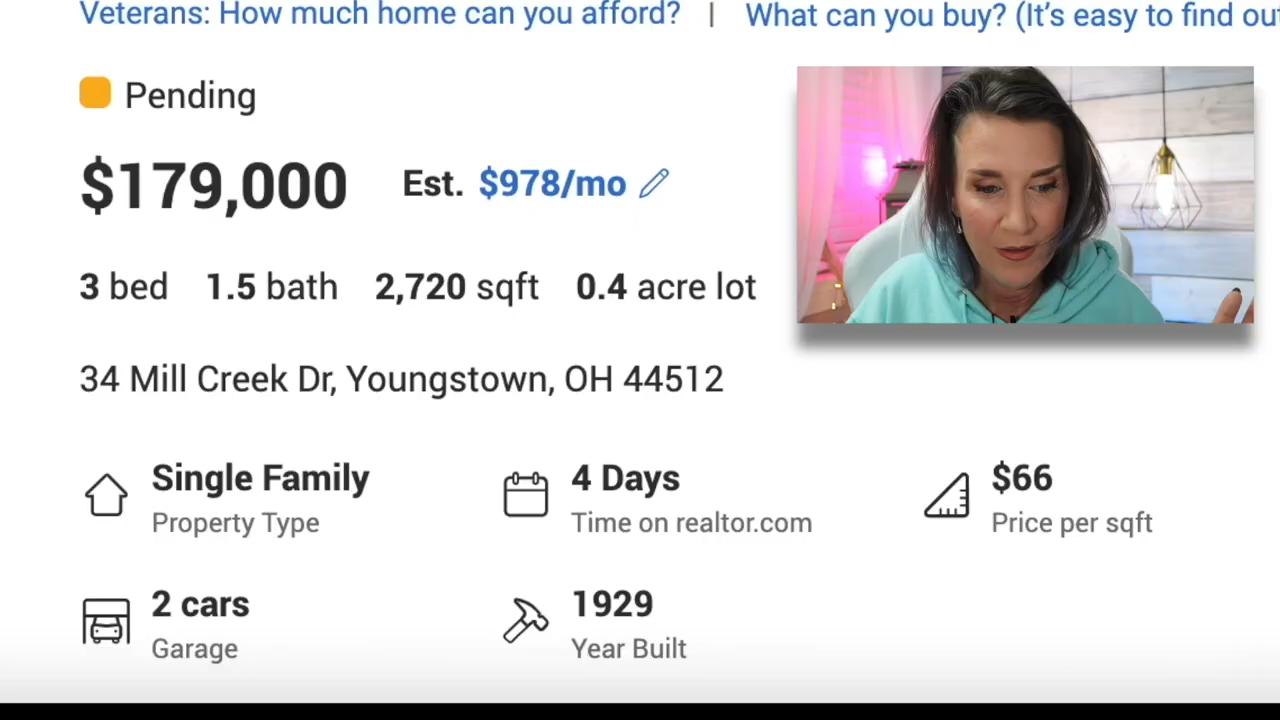 Veterans: How much home can you afford? | What can you buy? (It's easy to find out
Pending
$179,000 Est. $978/mo
3 bed 1.5 bath 2,720 sqft 0.4 acre lot
34 Mill Creek Dr, Youngstown, OH 44512
Single Family 4 Days $66
Property Type Time on realtor.com Price per sqft
2 cars 1929
Garage Year Built